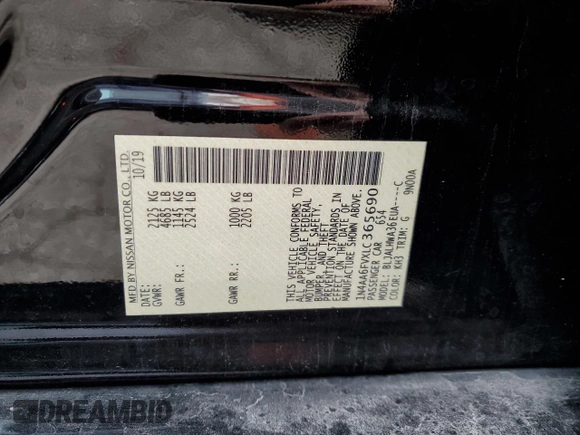 MFD.BY NISSAN MOTOR CO., LTD.
DATE: 10/19
GVWR: 2125 KG
4685 LB
GAWR FR.: 1145 KG
2524 LB
GAWR RR.: 1000 KG
2205 LB
THIS VEHICLE CONFORMS TO
ALL APPLICABLE FEDERAL
MOTOR VEHICLE SAFETY,
BUMPER, AND THEFT
PREVENTION STANDARDS IN
EFFECT ON THE DATE OF
MANUFACTURE SHOWN ABOVE.
1N4AA6FVXLC365690
PASSENGER CAR 654
MODEL: BLJALHWA36EUA----C
COLOR: KH3 TRIM: G 9N00A
DREAMBID